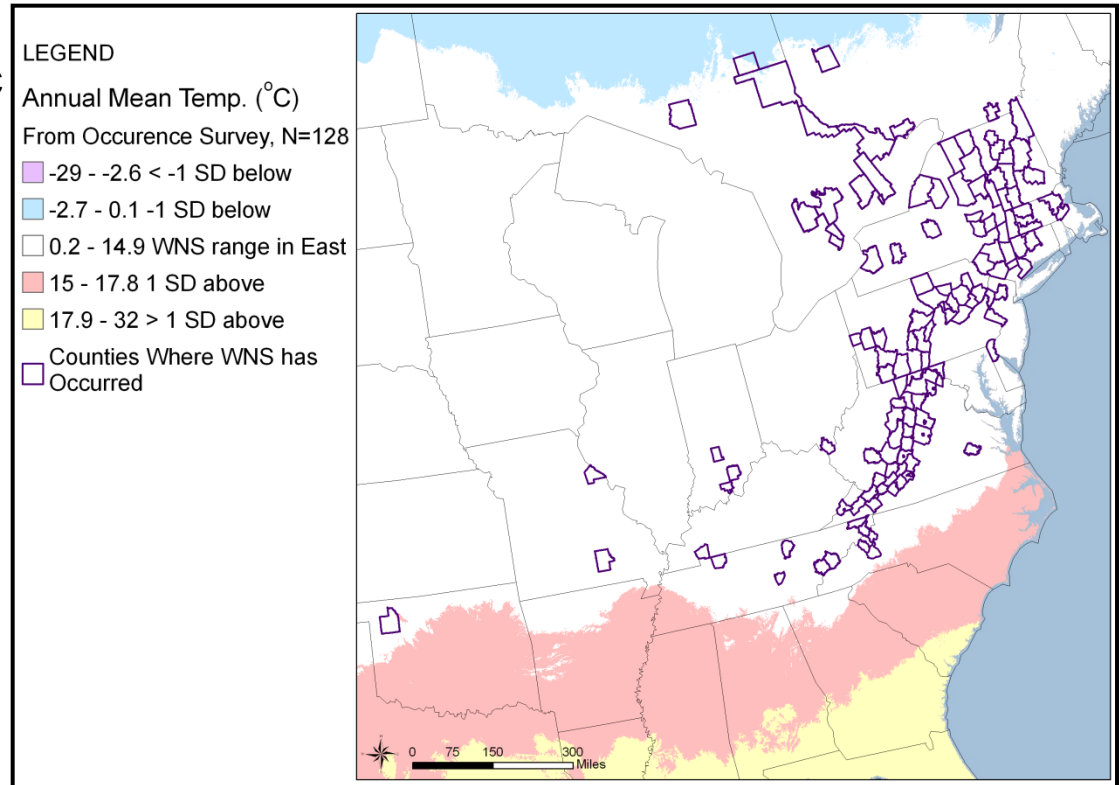 LEGEND
Annual Mean Temp. (°C)
From Occurence Survey, N=128
-29 - -2.6 < -1 SD below
-2.7 - 0.1 -1 SD below
0.2 - 14.9 WNS range in East
15 - 17.8 1 SD above
17.9 - 32 > 1 SD above
Counties Where WNS has
Occurred
0 75 150 300
Miles